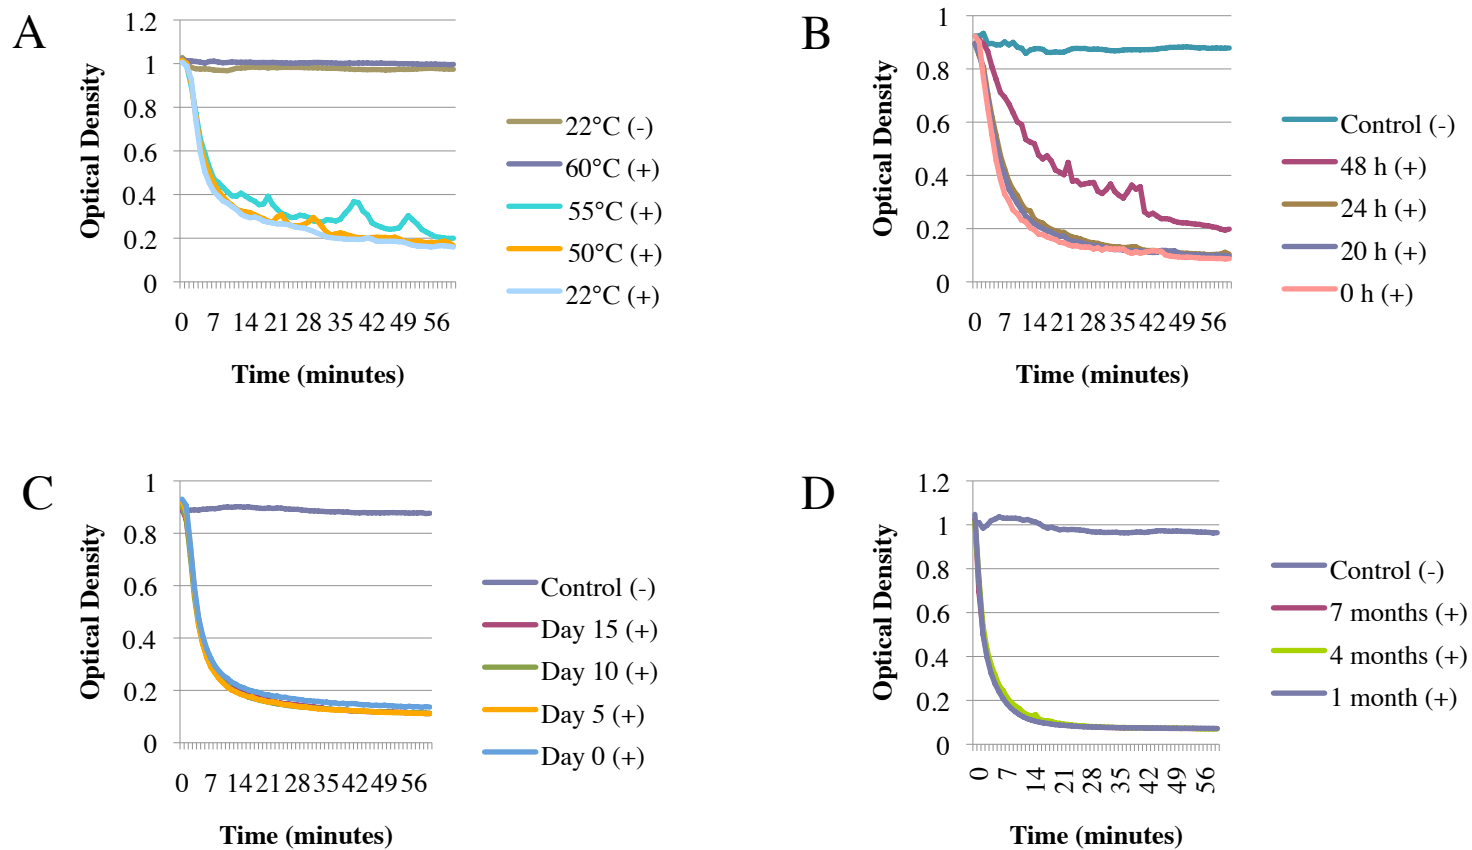 A
1.2
1
0.8
0.6
0.4
0.2
0
Optical Density
0 7 14 21 28 35 42 49 56
Time (minutes)
22°C (-)
60°C (+)
55°C (+)
50°C (+)
22°C (+)
B
1
0.8
0.6
0.4
0.2
0
Optical Density
0 7 14 21 28 35 42 49 56
Time (minutes)
Control (-)
48 h (+)
24 h (+)
20 h (+)
0 h (+)
C
1
0.8
0.6
0.4
0.2
0
Optical Density
0 7 14 21 28 35 42 49 56
Time (minutes)
Control (-)
Day 15 (+)
Day 10 (+)
Day 5 (+)
Day 0 (+)
D
1.2
1
0.8
0.6
0.4
0.2
0
Optical Density
0 7 14 21 28 35 42 49 56
Time (minutes)
Control (-)
7 months (+)
4 months (+)
1 month (+)